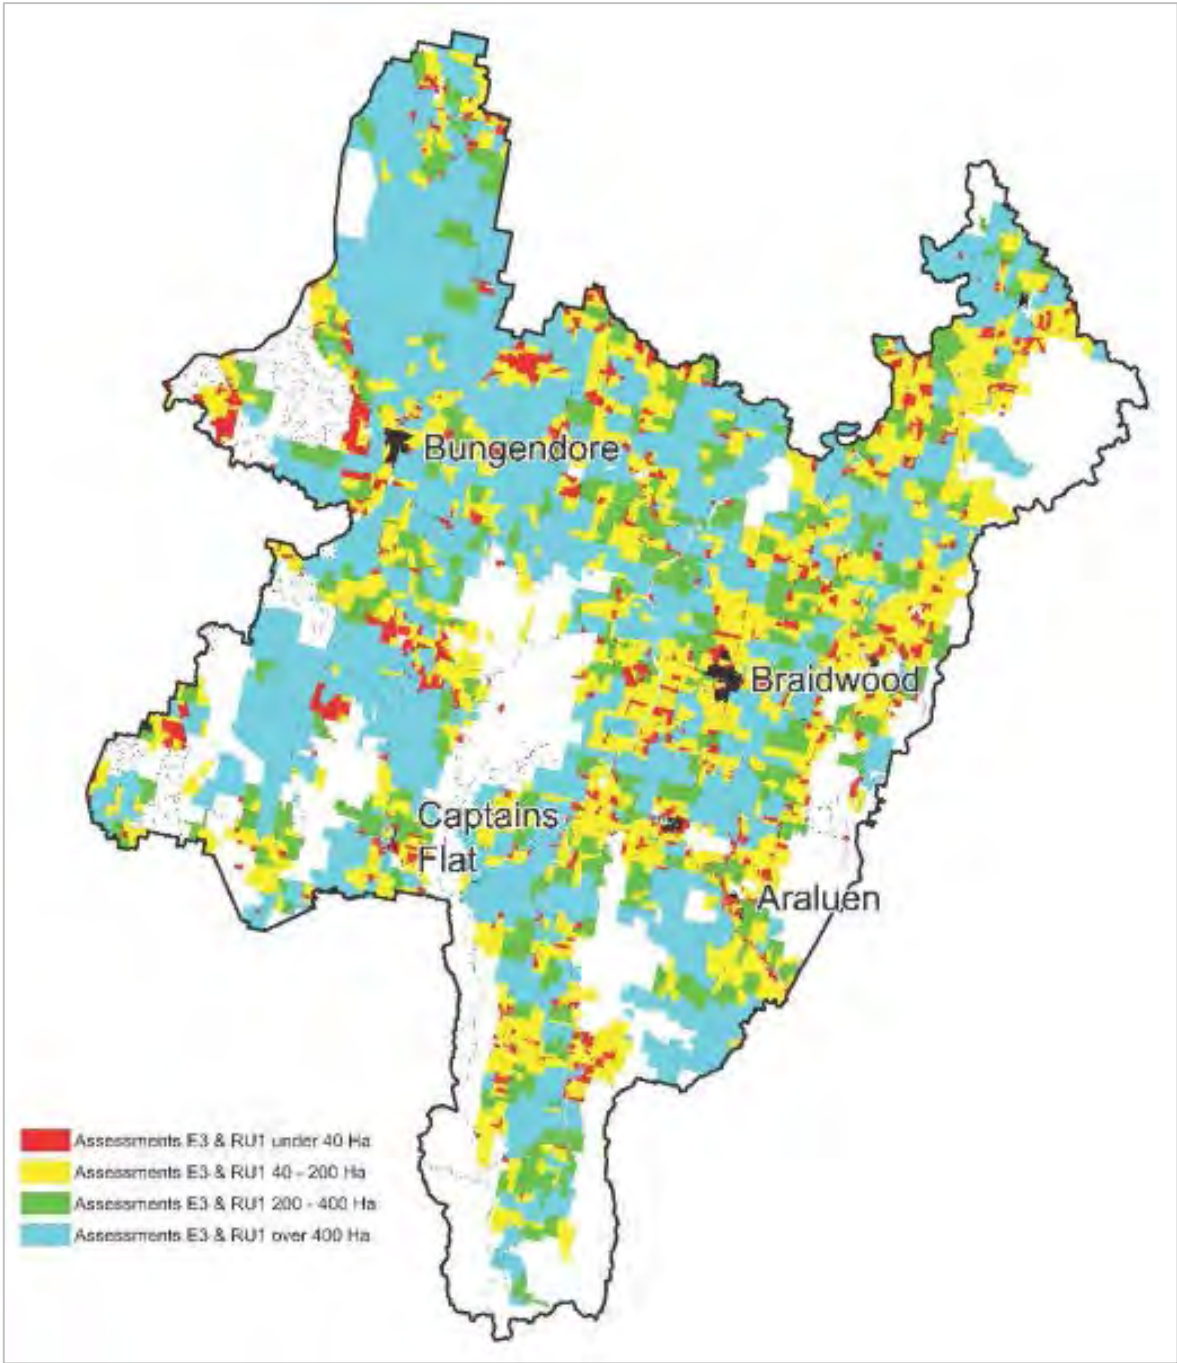 Bungendore
Braidwood
Captains
Flat
Araluen
Assessments E3 & RU1 under 40 Ha
Assessments E3 & RU1 40 - 200 Ha
Assessments E3 & RU1 200 - 400 Ha
Assessments E3 & RU1 over 400 Ha